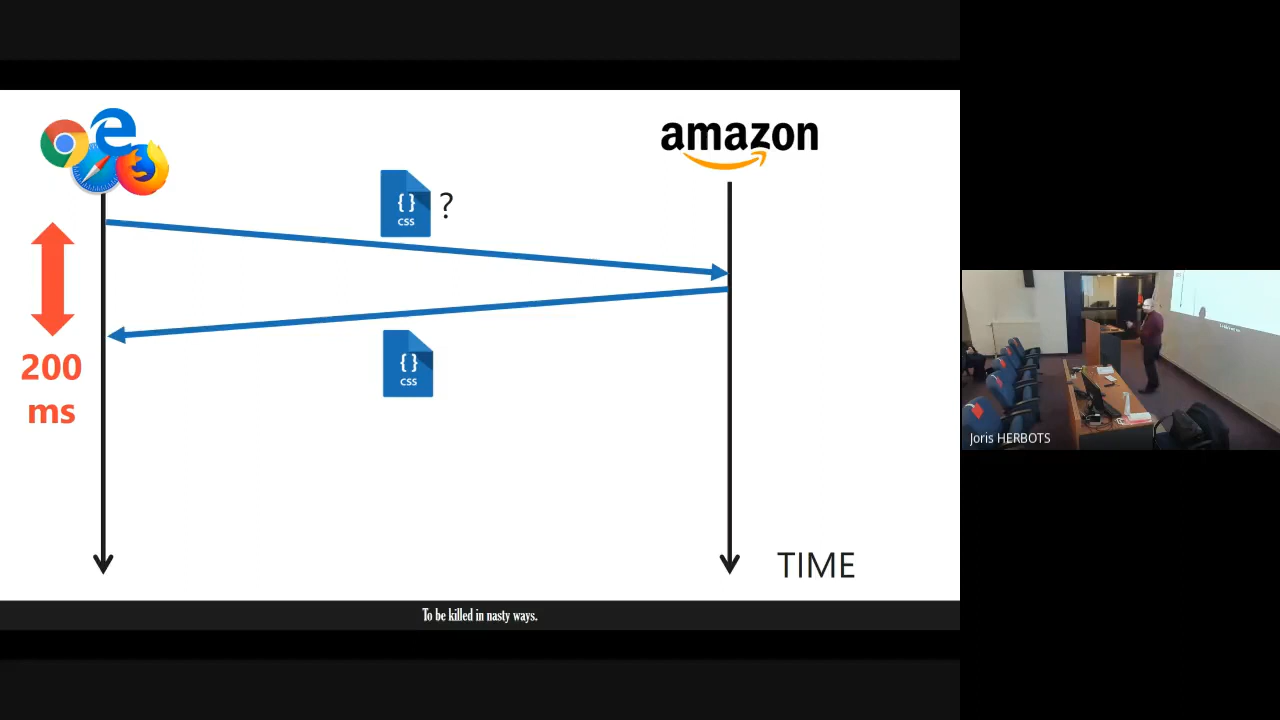 amazon
{ }
CSS
?
{ }
CSS
200
ms
TIME
To be killed in nasty ways.
Joris HERBOTS